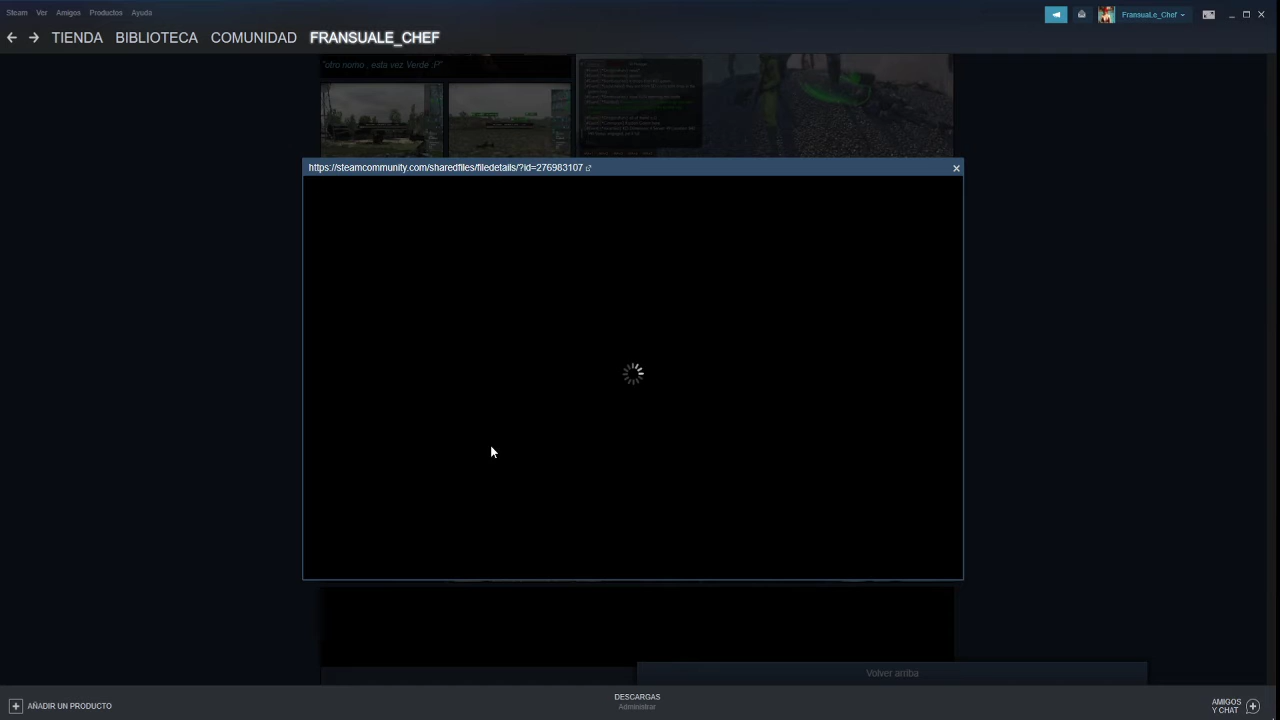 Steam Ver Amigos Productos Ayuda
FransuaLe_Chef
TIENDA BIBLIOTECA COMUNIDAD FRANSUALE_CHEF
"otro nomo , esta vez Verde :P"
https://steamcommunity.com/sharedfiles/filedetails/?id=276983107
Volver arriba
AÑADIR UN PRODUCTO
DESCARGAS
Administrar
AMIGOS
Y CHAT